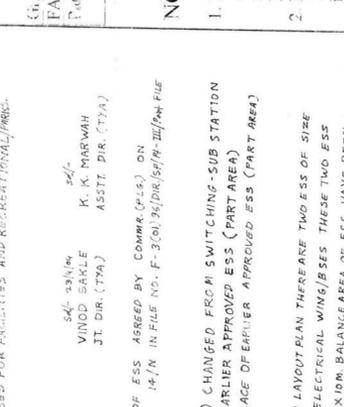 FOR FACILITIES AND RECREATIONAL/PARKS.
sd/- 23/4/04 sd/-
VINOD SAKLE K. K. MARWAH
JT. DIR. (TYA) ASSTT. DIR. (TYA)
OF ESS AGREED BY COMMR. (PLG.) ON
14/N IN FILE NO. F-3(01)96/DIR/SP/Pt-III/Part FILE
NO
1.
) CHANGED FROM SWITCHING-SUB STATION
ARLIER APPROVED ESS (PART AREA)
ACE OF EARLIER APPROVED ESS (PART AREA)
2.
LAYOUT PLAN THERE ARE TWO ESS OF SIZE
ELECTRICAL WING/BSES THESE TWO ESS
X10M. BALANCE AREA OF ESS HAVE BEEN